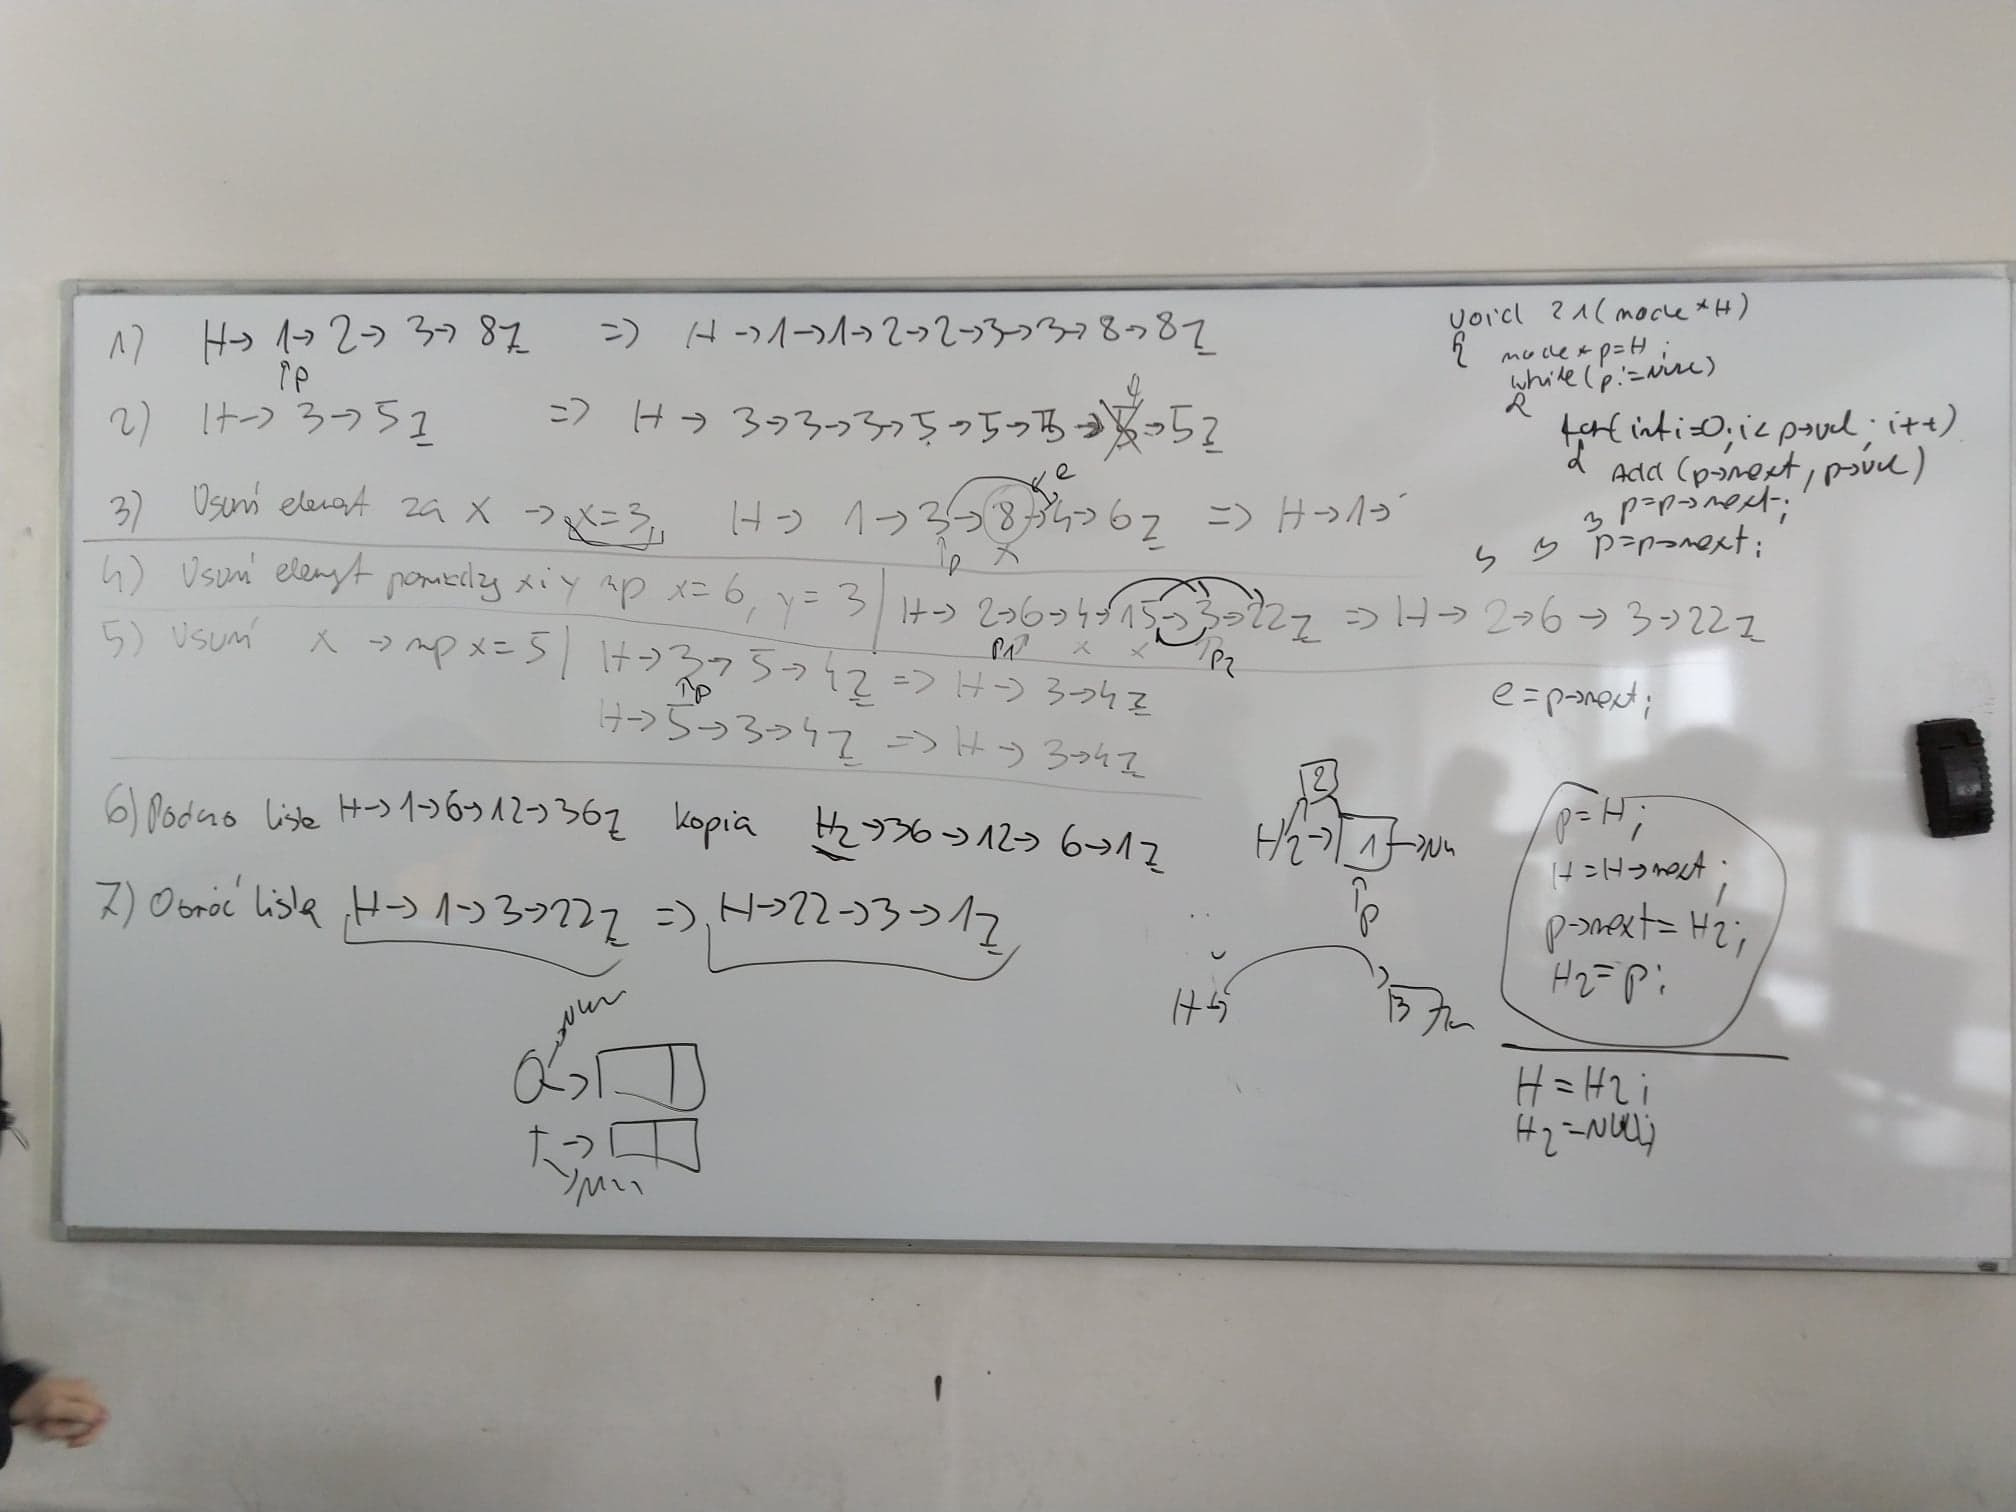 1) H→ 1→ 2→ 3→ 8Z => H →1→1→2→2→3→3→8→8Z
↑p
2) H→ 3→5Z => H → 3→3→3→5→5→5→5→5Z
3) Usuń element za x → x=3, H→ 1→3→8→4→6Z => H→1→
e
↑p x
4) Usuń element pomiędzy x i y np x=6, y=3 | H→ 2→6→4→15→3→22Z => H→ 2→6→3→22Z
p1↑ x x ↑p2
5) Usuń x → np x=5 | H→3→5→4Z => H→ 3→4Z
↑p
H→5→3→4Z => H→ 3→4Z
6) Podano listę H→1→6→12→36Z kopia H2→36→12→6→1Z
7) Obróć listę H→1→3→22Z => H→22→3→1Z
void Z1(node*H)
{ node* p=H;
while(p!=NULL)
{
for(int i=0; i< p→val; i++)
{ Add(p→next, p→val)
p=p→next;
}
p=p→next;
} }
e=p→next;
2
H2→ 1 →Nu
↑p
H→
3
p=H;
H=H→next;
p→next=H2;
H2=p;
H=H2;
H2=NULL;